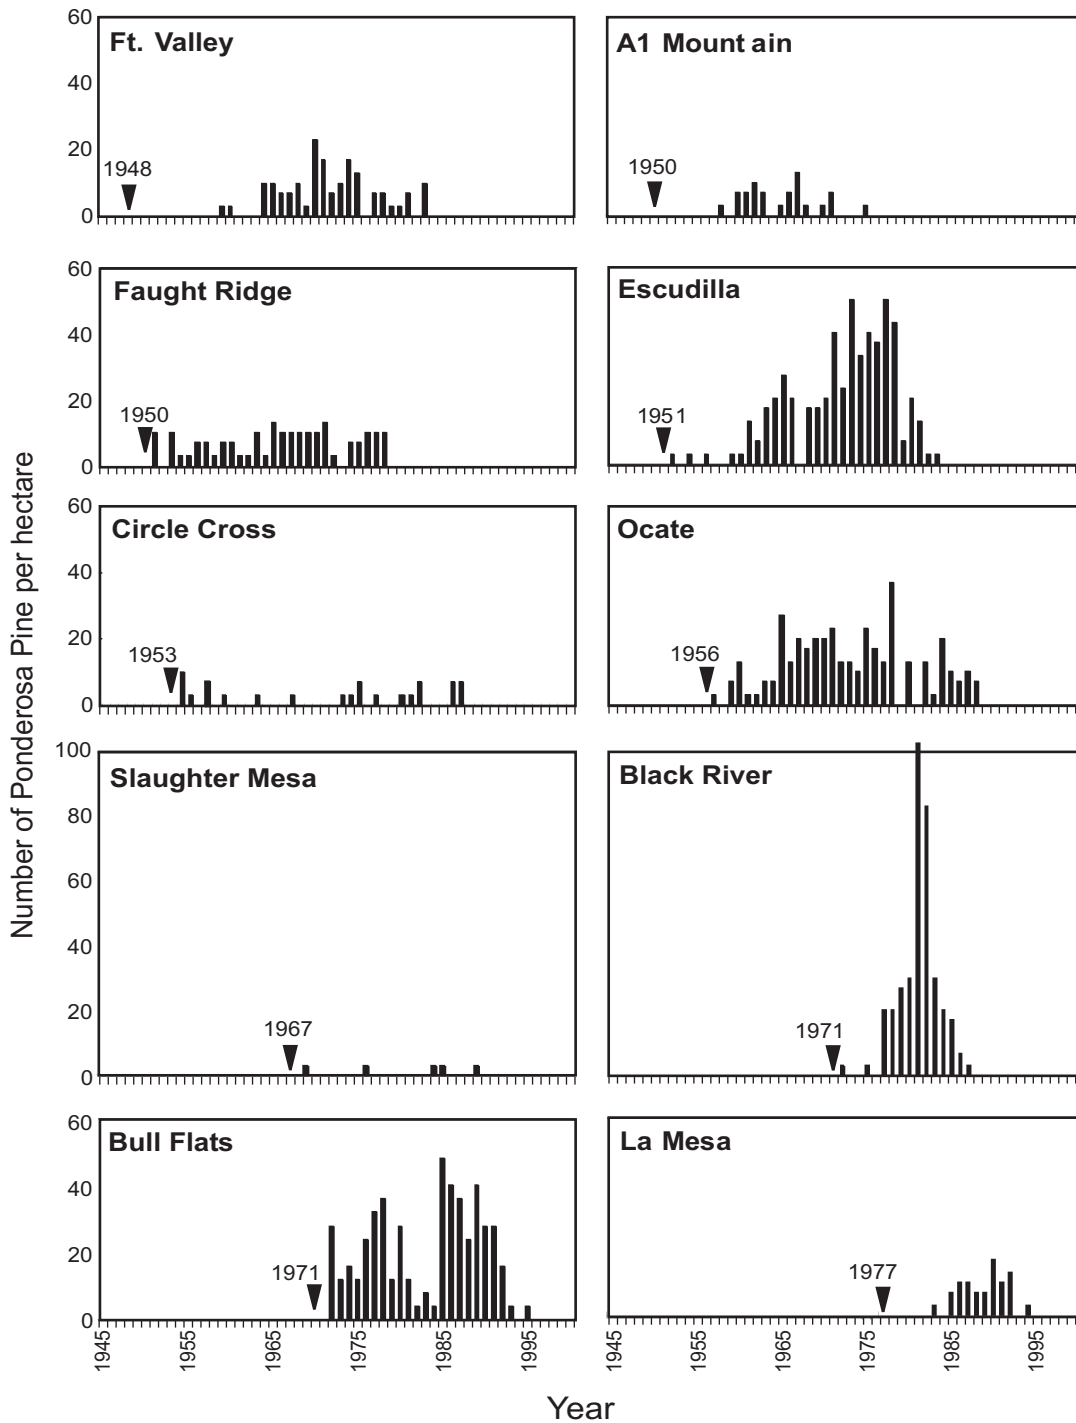 Number of Ponderosa Pine per hectare
60
40
20
0
Ft. Valley
1948
A1 Mount ain
1950
60
40
20
0
Faught Ridge
1950
Escudilla
1951
60
40
20
0
Circle Cross
1953
Ocate
1956
100
80
60
40
20
0
Slaughter Mesa
1967
Black River
1971
60
40
20
0
Bull Flats
1971
La Mesa
1977
1945 1955 1965 1975 1985 1995
1945 1955 1965 1975 1985 1995
Year